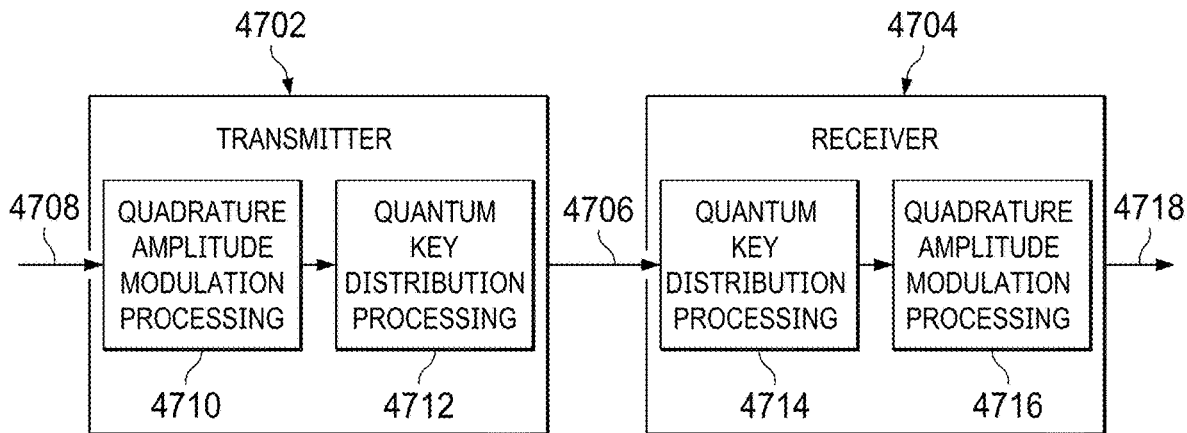 4702
4704
TRANSMITTER
RECEIVER
4708
QUADRATURE
AMPLITUDE
MODULATION
PROCESSING
QUANTUM
KEY
DISTRIBUTION
PROCESSING
4706
QUANTUM
KEY
DISTRIBUTION
PROCESSING
QUADRATURE
AMPLITUDE
MODULATION
PROCESSING
4718
4710
4712
4714
4716